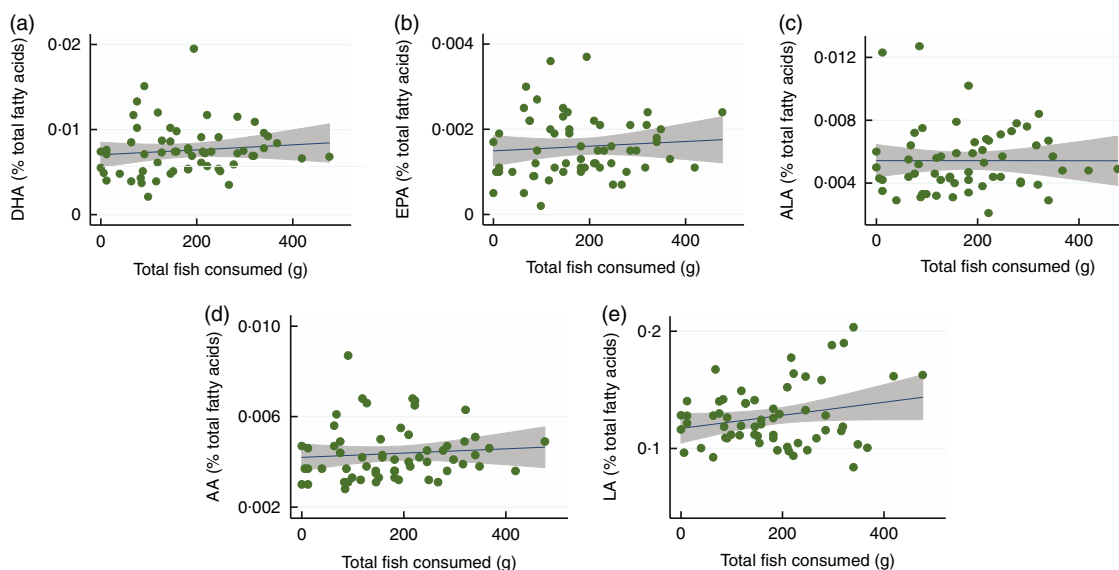 (a)
DHA (% total fatty acids)
0·02
0·01
0
0
200
400
Total fish consumed (g)
(b)
EPA (% total fatty acids)
0·004
0·002
0
0
200
400
Total fish consumed (g)
(c)
ALA (% total fatty acids)
0·012
0·008
0·004
0
200
400
Total fish consumed (g)
(d)
AA (% total fatty acids)
0·010
0·006
0·002
0
200
400
Total fish consumed (g)
(e)
LA (% total fatty acids)
0·2
0·1
0
200
400
Total fish consumed (g)